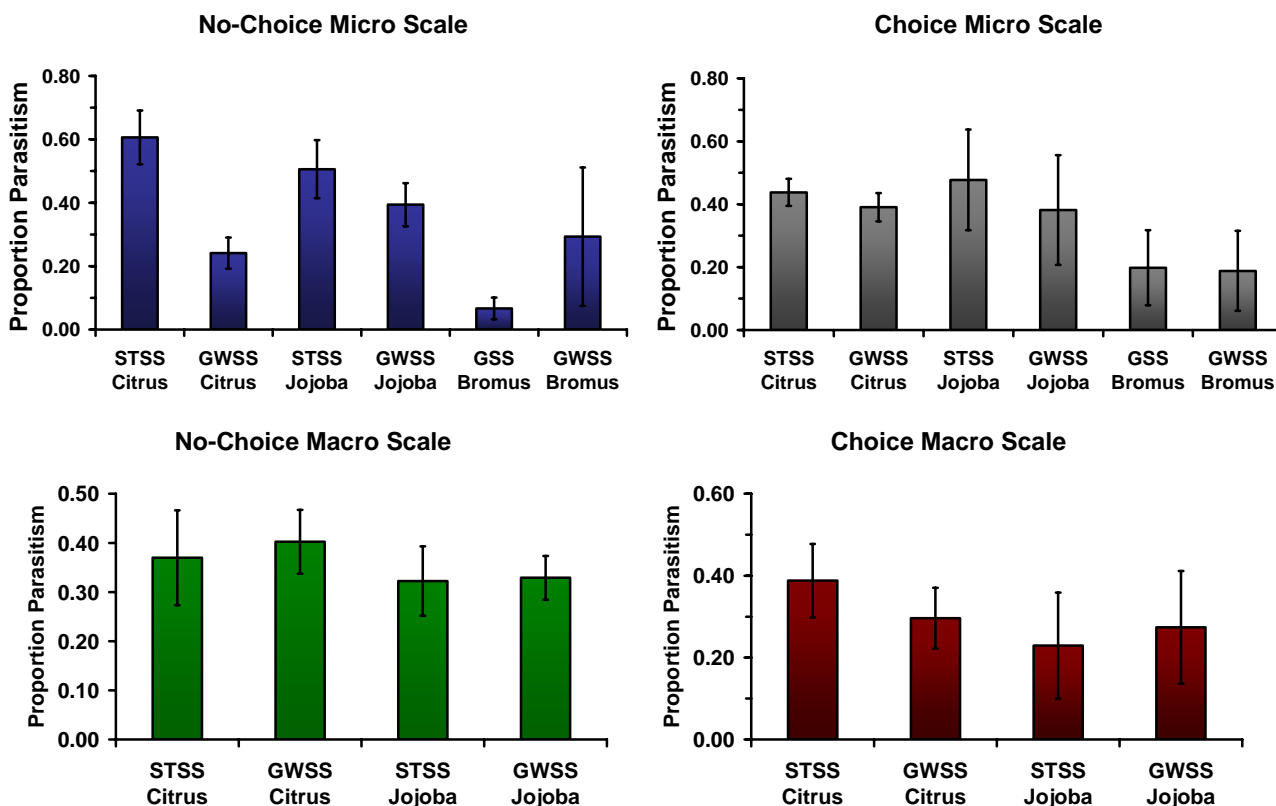 No-Choice Micro Scale
Proportion Parasitism
0.80
0.60
0.40
0.20
0.00
STSS GWSS STSS GWSS GSS GWSS
Citrus Citrus Jojoba Jojoba Bromus Bromus
Choice Micro Scale
Proportion Parasitism
0.80
0.60
0.40
0.20
0.00
STSS GWSS STSS GWSS GSS GWSS
Citrus Citrus Jojoba Jojoba Bromus Bromus
No-Choice Macro Scale
Proportion Parasitism
0.50
0.40
0.30
0.20
0.10
0.00
STSS GWSS STSS GWSS
Citrus Citrus Jojoba Jojoba
Choice Macro Scale
Proportion Parasitism
0.60
0.40
0.20
0.00
STSS GWSS STSS GWSS
Citrus Citrus Jojoba Jojoba